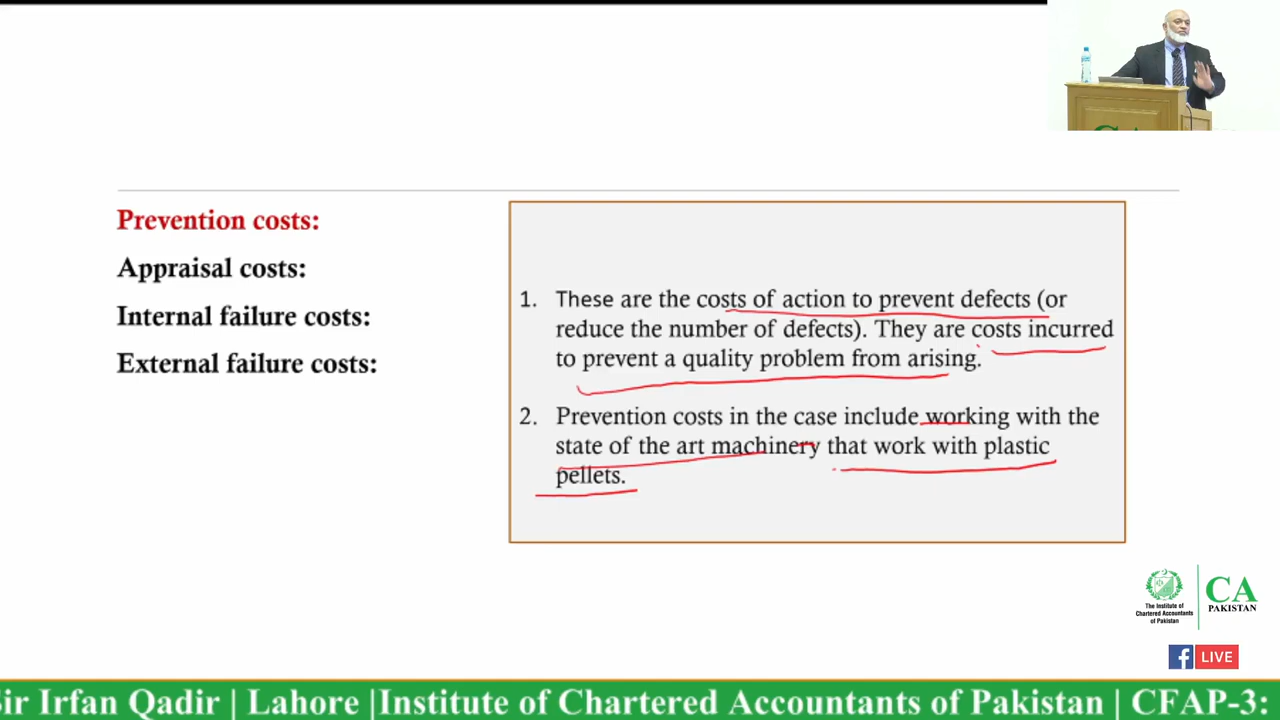 Prevention costs:
Appraisal costs:
Internal failure costs:
External failure costs:
1. These are the costs of action to prevent defects (or
reduce the number of defects). They are costs incurred
to prevent a quality problem from arising.
2. Prevention costs in the case include working with the
state of the art machinery that work with plastic
pellets.
The Institute of
Chartered Accountants
of Pakistan
CA
PAKISTAN
f LIVE
Sir Irfan Qadir | Lahore |Institute of Chartered Accountants of Pakistan | CFAP-3: